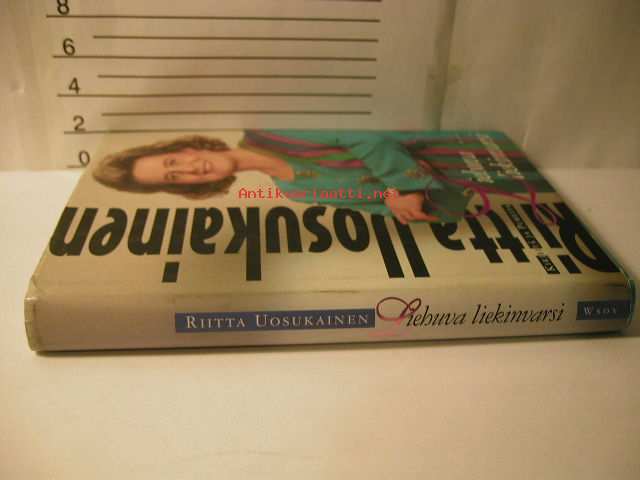 8
6
4
2
0
Antikvariaatti.net
Riitta Uosukainen
RIITTA UOSUKAINEN Liehuva liekinvarsi WSOY